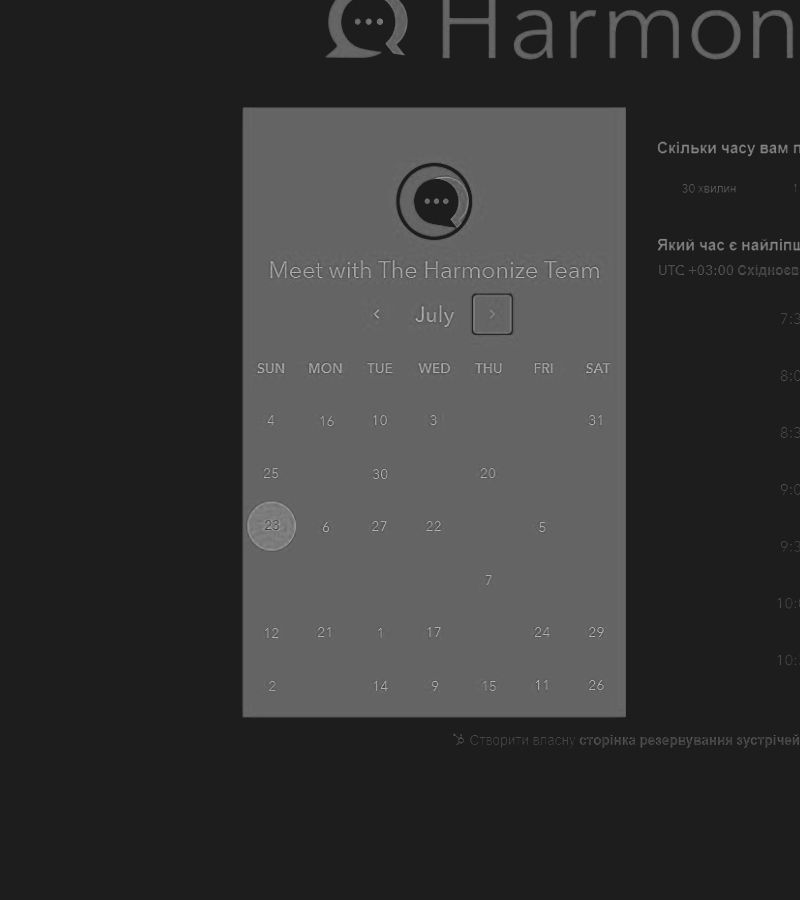 Harmon
Скільки часу вам п
30 хвилин 1
Meet with The Harmonize Team
Який час є найліпш
UTC +03:00 Східноєв
July
7:3
SUN MON TUE WED THU FRI SAT
8:0
4 16 10 3 31
8:3
25 30 20
9:0
23 6 27 22 5
9:3
7
10:
12 21 1 17 24 29
10:
2 14 9 15 11 26
Створити власну сторінка резервування зустрічей